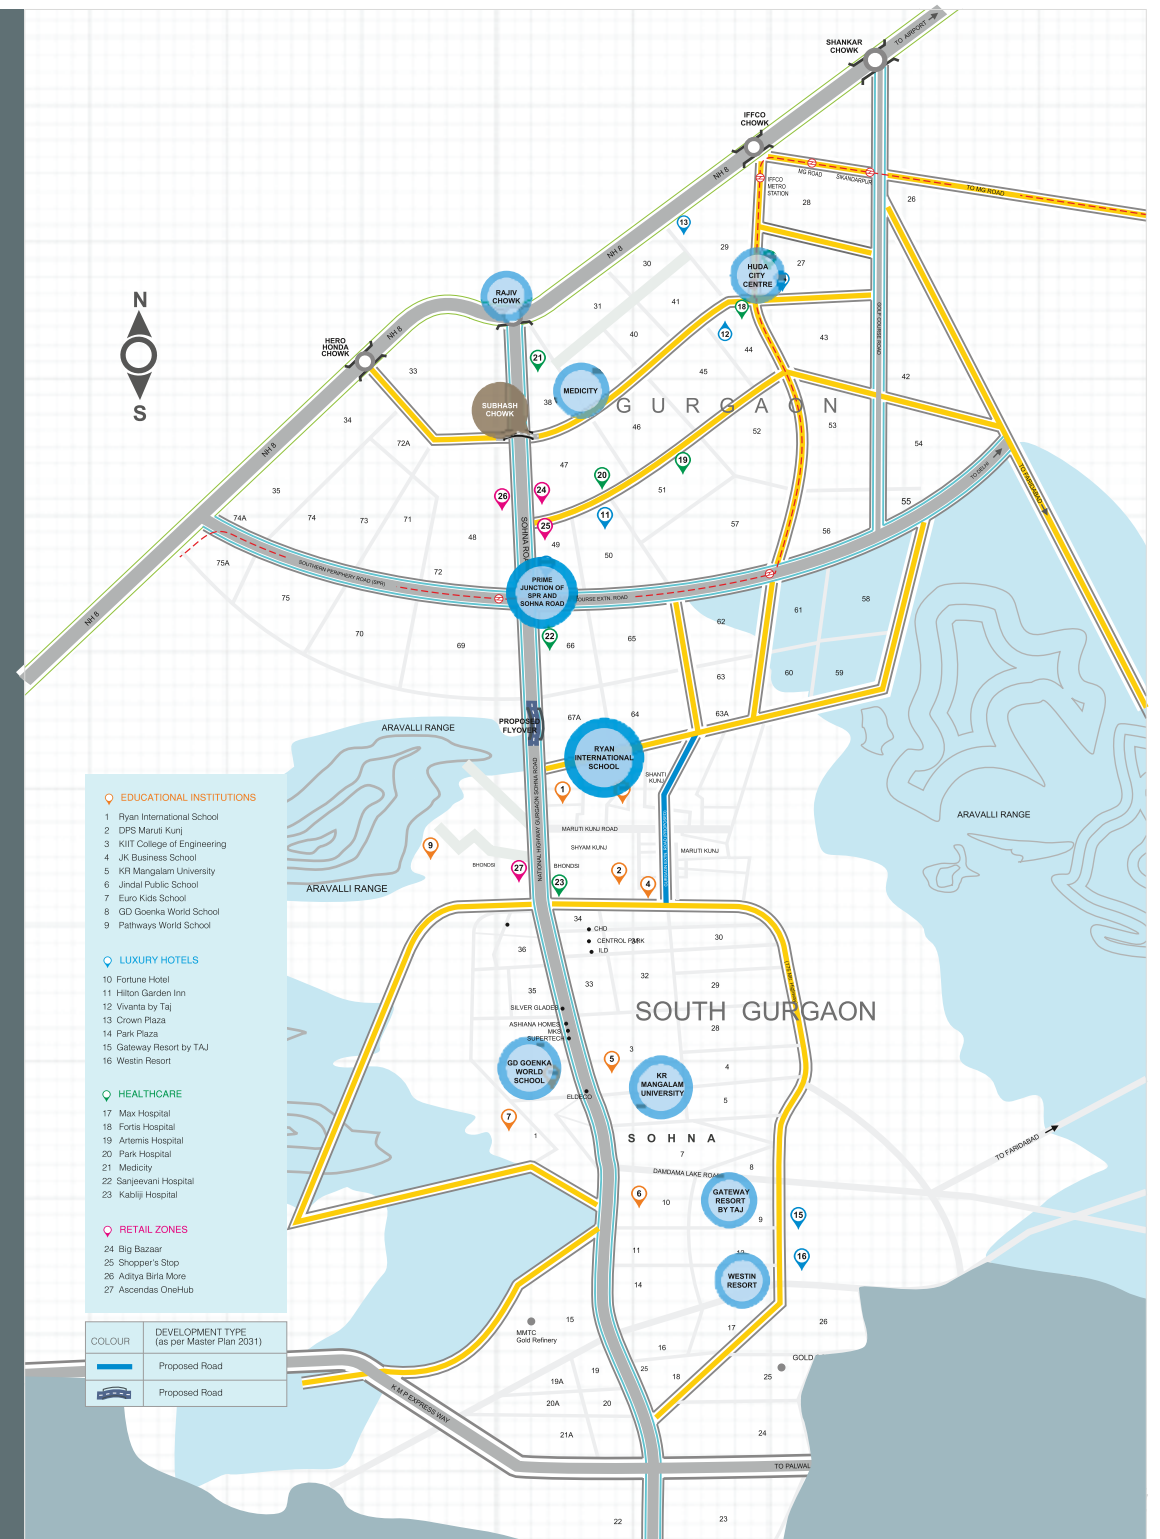 SHANKAR
CHOWK
TO AIRPORT
IFFCO
CHOWK
NH 8
IFFCO
METRO
STATION
MG ROAD
SIKANDARPUR
TO MG ROAD
28
26
13
29
27
30
HUDA
CITY
CENTRE
RAJIV
CHOWK
NH 8
N
S
31
41
18
12
40
43
44
GOLF COURSE ROAD
HERO
HONDA
CHOWK
NH 8
33
21
45
42
MEDICITY
38
SUBHASH
CHOWK
GURGAON
34
72A
46
52
53
54
NH 8
47
20
19
TO DELHI
TO FARIDABAD
35
26
24
51
55
74A
74
73
71
25
11
57
56
48
SOHNA ROAD
49
50
75A
SOUTHERN PERIPHERY ROAD (SPR)
72
PRIME
JUNCTION OF
SPR AND
SOHNA ROAD
COURSE EXTN. ROAD
75
58
61
62
NH 8
70
69
22
66
65
63
60
59
67A
64
63A
PROPOSED
FLYOVER
ARAVALLI RANGE
RYAN
INTERNATIONAL
SCHOOL
SHANTI
KUNJ
1
NATIONAL HIGHWAY GURGAON SOHNA ROAD
MARUTI KUNJ ROAD
SHYAM KUNJ
MARUTI KUNJ
ARAVALLI RANGE
9
BHONDSI
27
BHONDSI
2
4
23
ARAVALLI RANGE
EDUCATIONAL INSTITUTIONS
1 Ryan International School
2 DPS Maruti Kunj
3 KIIT College of Engineering
4 JK Business School
5 KR Mangalam University
6 Jindal Public School
7 Euro Kids School
8 GD Goenka World School
9 Pathways World School
LUXURY HOTELS
10 Fortune Hotel
11 Hilton Garden Inn
12 Vivanta by Taj
13 Crown Plaza
14 Park Plaza
15 Gateway Resort by TAJ
16 Westin Resort
HEALTHCARE
17 Max Hospital
18 Fortis Hospital
19 Artemis Hospital
20 Park Hospital
21 Medicity
22 Sanjeevani Hospital
23 Kabliji Hospital
RETAIL ZONES
24 Big Bazaar
25 Shopper's Stop
26 Aditya Birla More
27 Ascendas OneHub
COLOUR
DEVELOPMENT TYPE
(as per Master Plan 2031)
Proposed Road
Proposed Road
34
CHD
CENTROL PARK
ILD
30
36
32
33
29
35
SILVER GLADES
SOUTH GURGAON
ASHIANA HOMES
MKS
SUPERTECH
28
3
5
4
GD GOENKA
WORLD
SCHOOL
KR
MANGALAM
UNIVERSITY
ELDECO
5
7
1
SOHNA
7
TO FARIDABAD
DAMDAMA LAKE ROAD
8
6
10
GATEWAY
RESORT
BY TAJ
9
15
11
16
14
WESTIN
RESORT
15
MMTC
Gold Refinery
17
26
16
GOLD
19
25
18
25
19A
20A
20
K.M.P EXPRESS WAY
21A
24
TO PALWAL
22
23